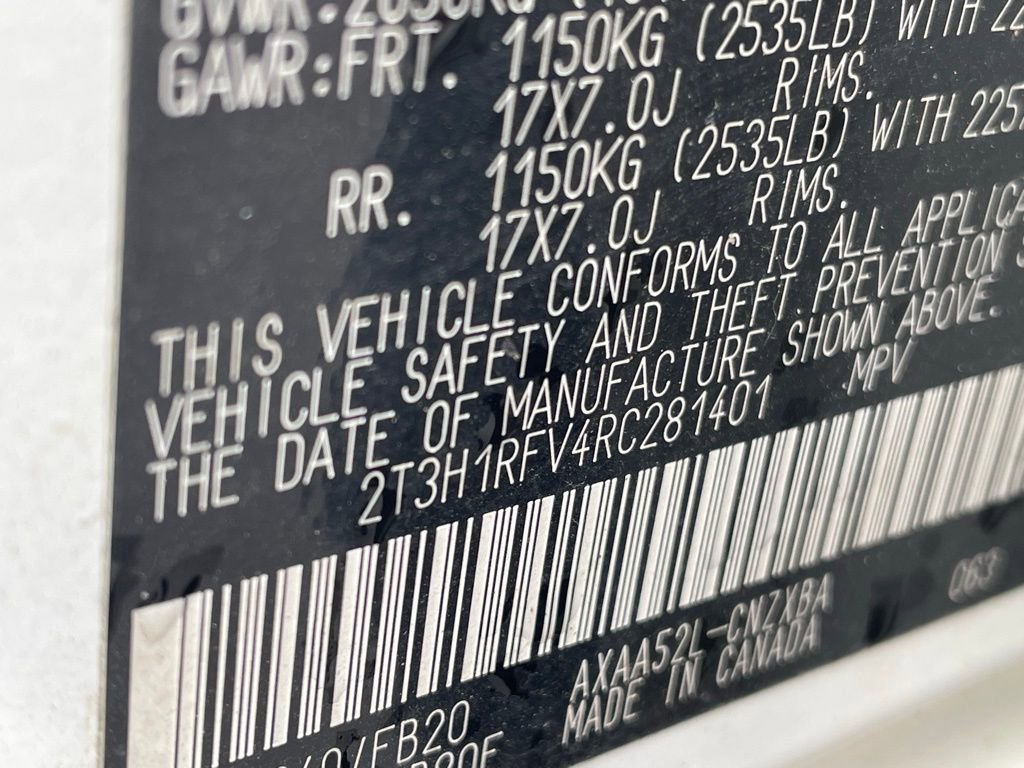 GAWR:FRT. 1150KG (2535LB) WITH
17X7.0J RIMS.
RR. 1150KG (2535LB) WITH
17X7.0J RIMS.
THIS VEHICLE CONFORMS TO ALL
VEHICLE SAFETY AND THEFT PREVENTION
THE DATE OF MANUFACTURE SHOWN ABOVE.
2T3H1RFV4RC281401 MPV
AXAA52L-CNZXBA 063
MADE IN CANADA